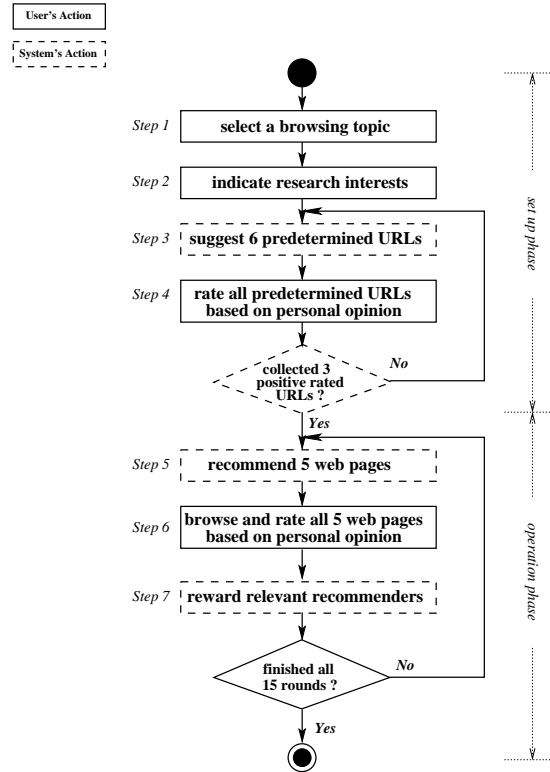 User's Action
System's Action
Step 1
select a browsing topic
Step 2
indicate research interests
Step 3
suggest 6 predetermined URLs
Step 4
rate all predetermined URLs
based on personal opinion
collected 3
positive rated
URLs ?
No
Yes
set up phase
Step 5
recommend 5 web pages
Step 6
browse and rate all 5 web pages
based on personal opinion
Step 7
reward relevant recommenders
finished all
15 rounds ?
No
Yes
operation phase